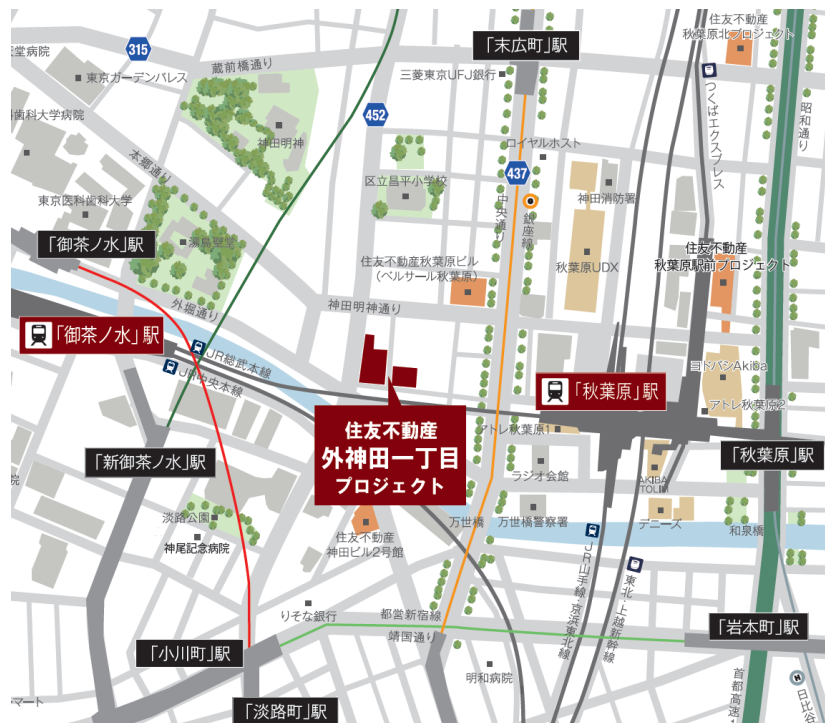 「末広町」駅
住友不動産
秋葉原北プロジェクト
堂病院
315
東京ガーデンパレス
蔵前橋通り
三菱東京UFJ銀行
つくばエクスプレス
昭和通り
歯科大学病院
神田明神
452
ロイヤルホスト
本郷通り
区立昌平小学校
437
中央通り
銀座線
神田消防署
東京医科歯科大学
湯島聖堂
「御茶ノ水」駅
住友不動産秋葉原ビル
(ベルサール秋葉原)
秋葉原UDX
住友不動産
秋葉原駅前プロジェクト
外堀通り
神田明神通り
「御茶ノ水」駅
JR総武本線
JR中央本線
ヨドバシAkiba
「秋葉原」駅
アトレ秋葉原2
住友不動産
外神田一丁目
プロジェクト
アトレ秋葉原1
「新御茶ノ水」駅
ラジオ会館
AKIBA
TOLIM
「秋葉原」駅
淡路公園
神尾記念病院
住友不動産
神田ビル2号館
万世橋
万世橋警察署
デニーズ
和泉橋
JR山手線・京浜東北線
東北・上越新幹線
りそな銀行
都営新宿線
靖国通り
「岩本町」駅
「小川町」駅
明和病院
首都高速
日比谷
マート
「淡路町」駅